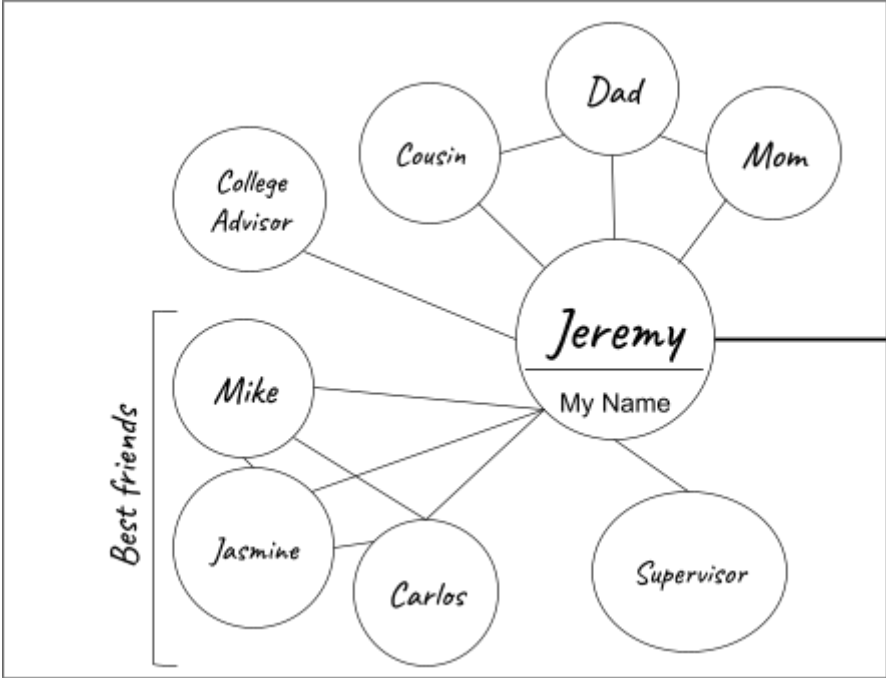 Dad
Cousin
Mom
College
Advisor
Jeremy
My Name
Mike
Best friends
Jasmine
Carlos
Supervisor